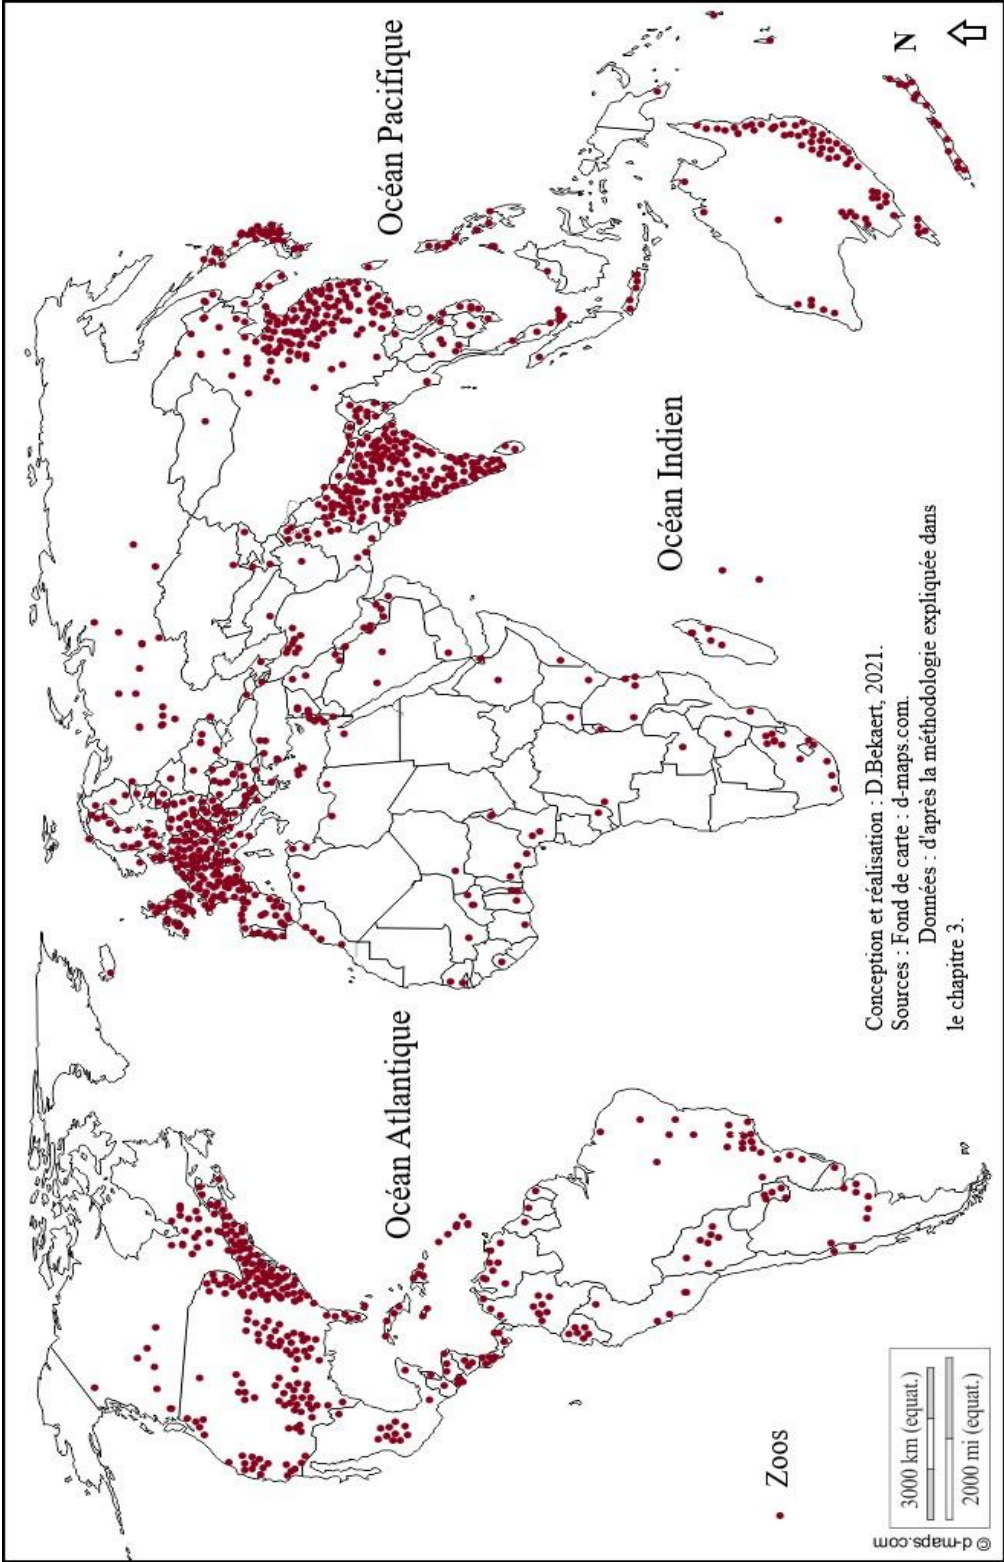 Océan Pacifique
Océan Atlantique
Océan Indien
N
Zoos
3000 km (equat.)
2000 mi (equat.)
© d-maps.com
Conception et réalisation : D.Bekaert, 2021.
Sources : Fond de carte : d-maps.com.
Données : d'après la méthodologie expliquée dans
le chapitre 3.